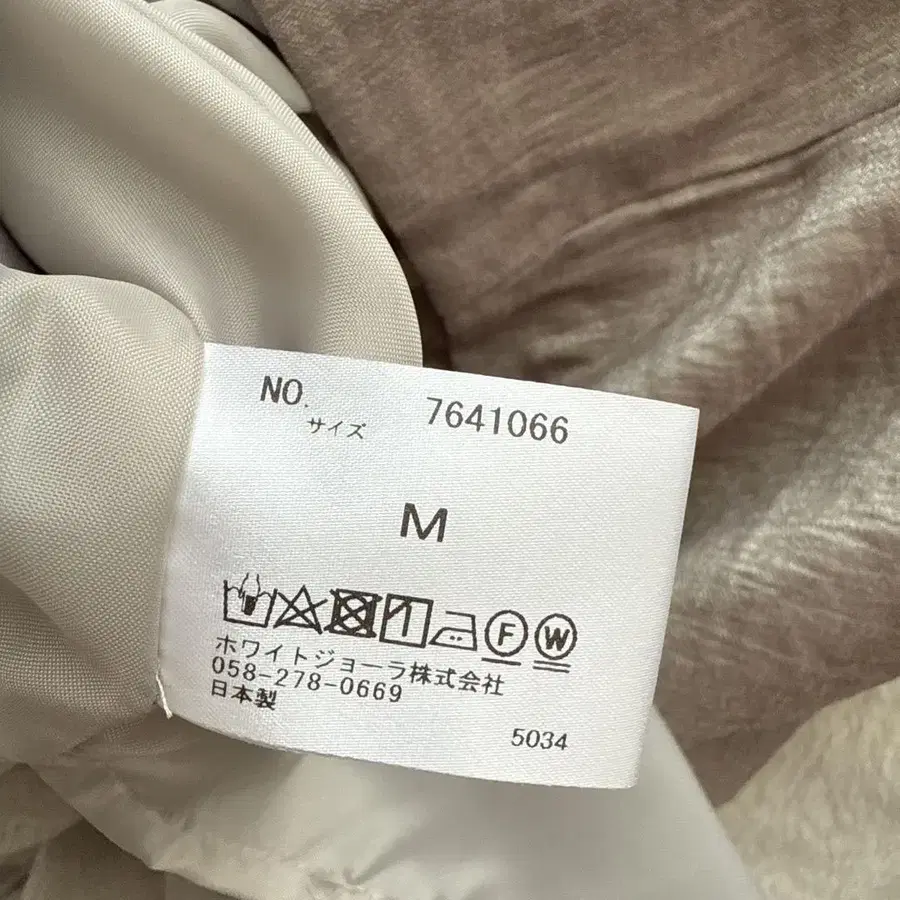 NO. 7641066
サイズ
M
F W
ホワイトジョーラ株式会社
058-278-0669
日本製
5034